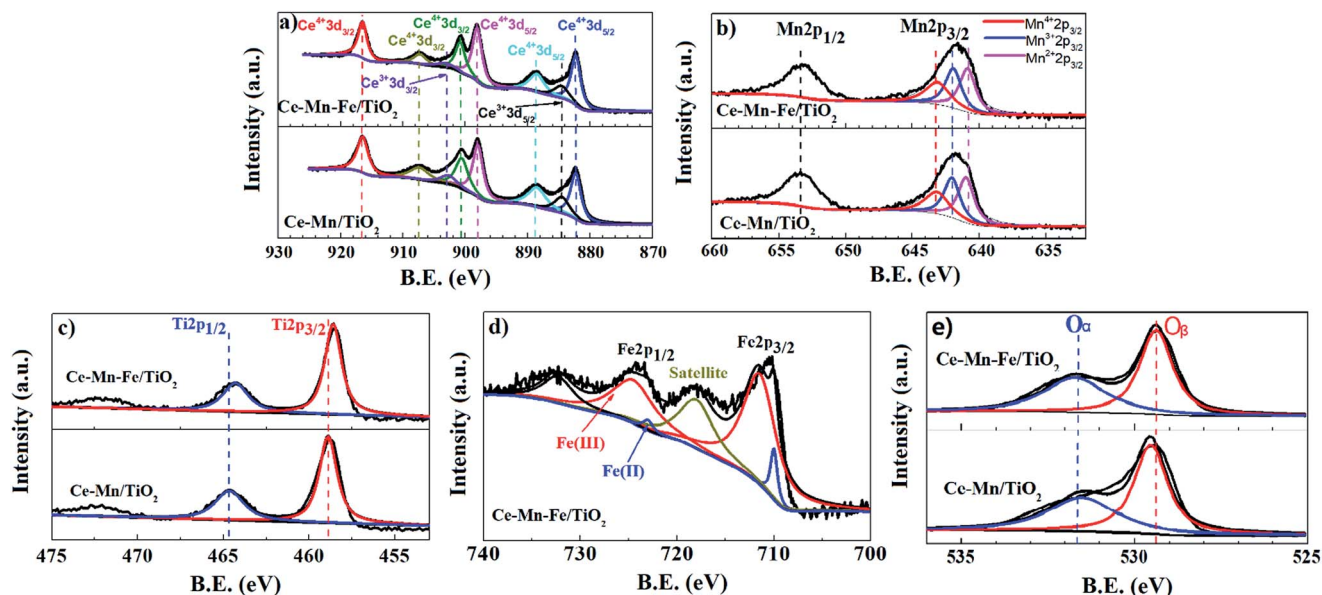 a)
Ce⁴⁺3d₃/₂
Ce⁴⁺3d₃/₂
Ce⁴⁺3d₃/₂
Ce⁴⁺3d₅/₂
Ce⁴⁺3d₅/₂
Ce⁴⁺3d₅/₂
Ce³⁺3d₃/₂
Ce³⁺3d₅/₂
Ce-Mn-Fe/TiO₂
Ce-Mn/TiO₂
Intensity (a.u.)
930 920 910 900 890 880 870
B.E. (eV)
b)
Mn2p₁/₂
Mn2p₃/₂
Mn⁴⁺2p₃/₂
Mn³⁺2p₃/₂
Mn²⁺2p₃/₂
Ce-Mn-Fe/TiO₂
Ce-Mn/TiO₂
Intensity (a.u.)
660 650 645 640 635
B.E. (eV)
c)
Ti2p₁/₂
Ti2p₃/₂
Ce-Mn-Fe/TiO₂
Ce-Mn/TiO₂
Intensity (a.u.)
475 470 465 460 455
B.E. (eV)
d)
Fe2p₁/₂
Fe2p₃/₂
Satellite
Fe(III)
Fe(II)
Ce-Mn-Fe/TiO₂
Intensity (a.u.)
740 730 720 710 700
B.E. (eV)
e)
Oα
Oβ
Ce-Mn-Fe/TiO₂
Ce-Mn/TiO₂
Intensity (a.u.)
535 530 525
B.E. (eV)